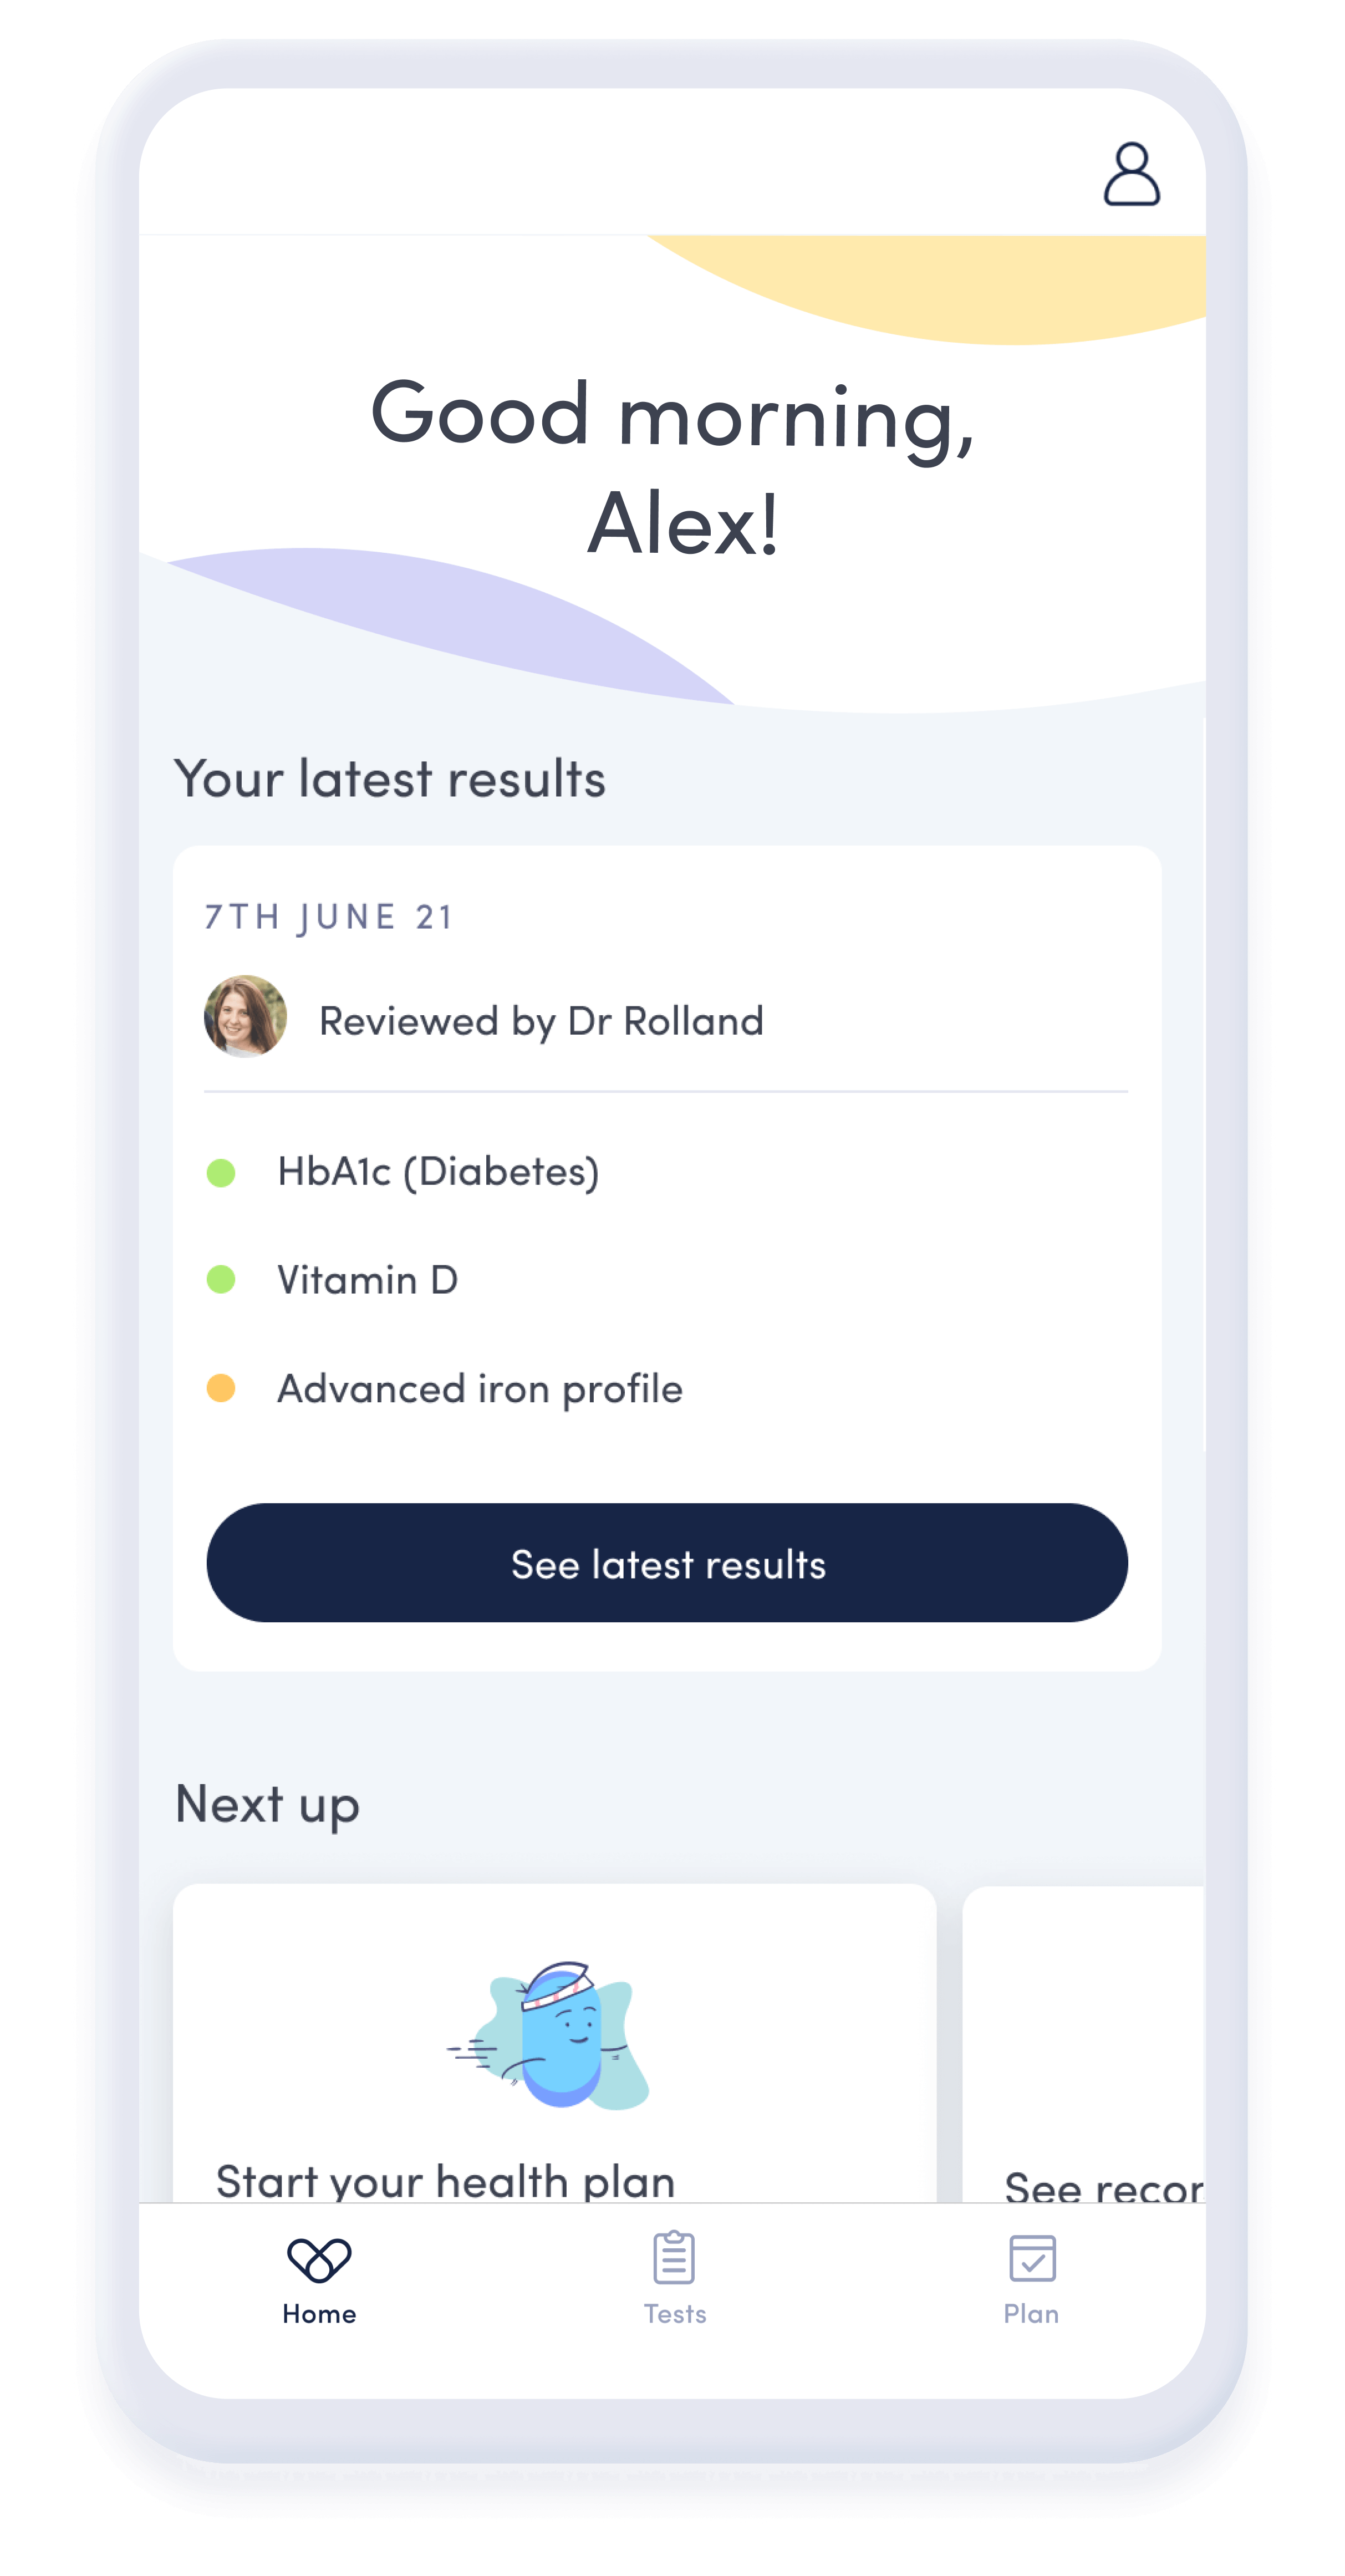 Good morning,
Alex!
Your latest results
7TH JUNE 21
Reviewed by Dr Rolland
HbA1c (Diabetes)
Vitamin D
Advanced iron profile
See latest results
Next up
Start your health plan
See recor
Home
Tests
Plan